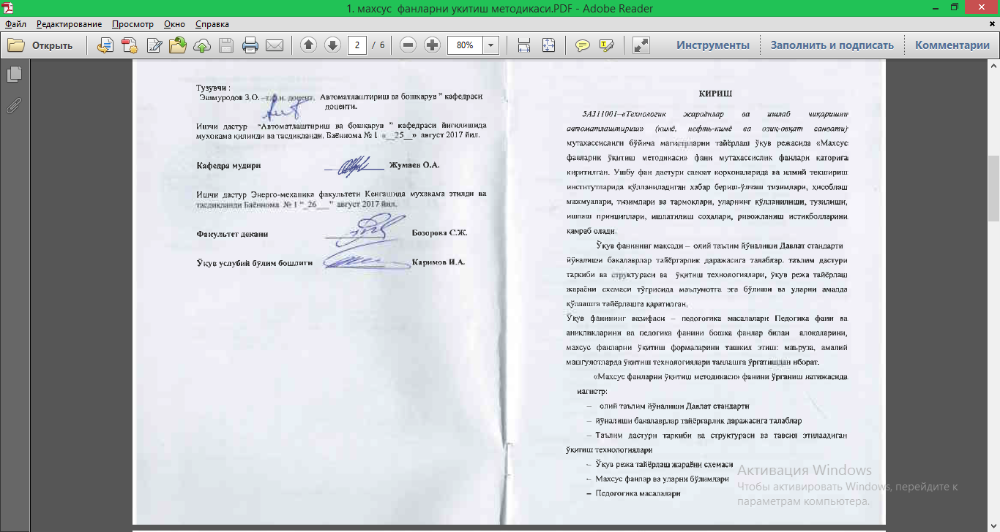 1. махсус фанларни укитиш методикаси.PDF - Adobe Reader
Файл Редактирование Просмотр Окно Справка
Открыть 2 / 6 80% Инструменты Заполнить и подписать Комментарии
Тузувчи :
Эшмуродов З.О. –т.ф.н. доцент. Автоматлаштириш ва бошқарув ” кафедраси
доценти.
Ишчи дастур “Автоматлаштириш ва бошқарув ” кафедраси йиғилишида
мухокама қилинди ва тасдиқланди. Баённома № 1 «__25__» август 2017 йил.
Кафедра мудири Жумаев О.А.
Ишчи дастур Энерго-механика факультети Кенгашида мухакама этилди ва
тасдиқланди Баённома № 1 “_26___” август 2017 йил.
Факультет декани Бозорова С.Ж.
Ўқув услубий бўлим бошлиғи Каримов И.А.
КИРИШ
5А311001–«Технологик жараёнлар ва ишлаб чиқаришни
автоматлаштириш» (кимё, нефть-кимё ва озиқ-овқат саноати)
мутахассислиги бўйича магистрларни тайёрлаш ўқув режасида «Махсус
фанларни ўқитиш методикаси» фани мутахассислик фанлари каторига
киритилган. Ушбу фан дастури саноат корхоналарида ва илмий текшириш
институтларида қўлланиладиган хабар бериш-ўлчаш тизимлари, ҳисоблаш
мажмуалари, тизимлари ва тармоқлари, уларнинг қўлланилиши, тузилиши,
ишлаш принциплари, ишлатилиш соҳалари, ривожланиш истиқболларини
қамраб олади.
Ўқув фанининг мақсади – олий таълим йўналиши Давлат стандарти
йўналиши бакалаврлар тайёргарлик даражасига талаблар. таълим дастури
таркиби ва структураси ва ўқитиш технологиялари, ўқув режа тайёрлаш
жараёни схемаси тўғрисида маълумотга эга бўлиши ва уларни амалда
қўллашга тайёрлашга қаратилган.
Ўқув фанининг вазифаси – педогогика масалалари Педогика фани ва
аниқликларини ва педогика фанини бошқа фанлар билан алоқаларини,
махсус фанларни ўқитиш формаларини ташкил этиш: маъруза, амалий
машғулотларда ўқитиш технологиялари танлашга ўргатишдан иборат.
«Махсус фанларни ўқитиш методикаси» фанини ўрганиш натижасида
магистр:
– олий таълим йўналиши Давлат стандарти
– йўналиши бакалаврлар тайёргарлик даражасига талаблар
– Таълим дастури таркиби ва структураси ва тавсия этилаадиган
ўқитиш технологиялари
– Ўқув режа тайёрлаш жараёни схемаси
– Махсус фанлар ва уларни бўлимлари
– Педогогика масалалари
Активация Windows
Чтобы активировать Windows, перейдите к
параметрам компьютера.